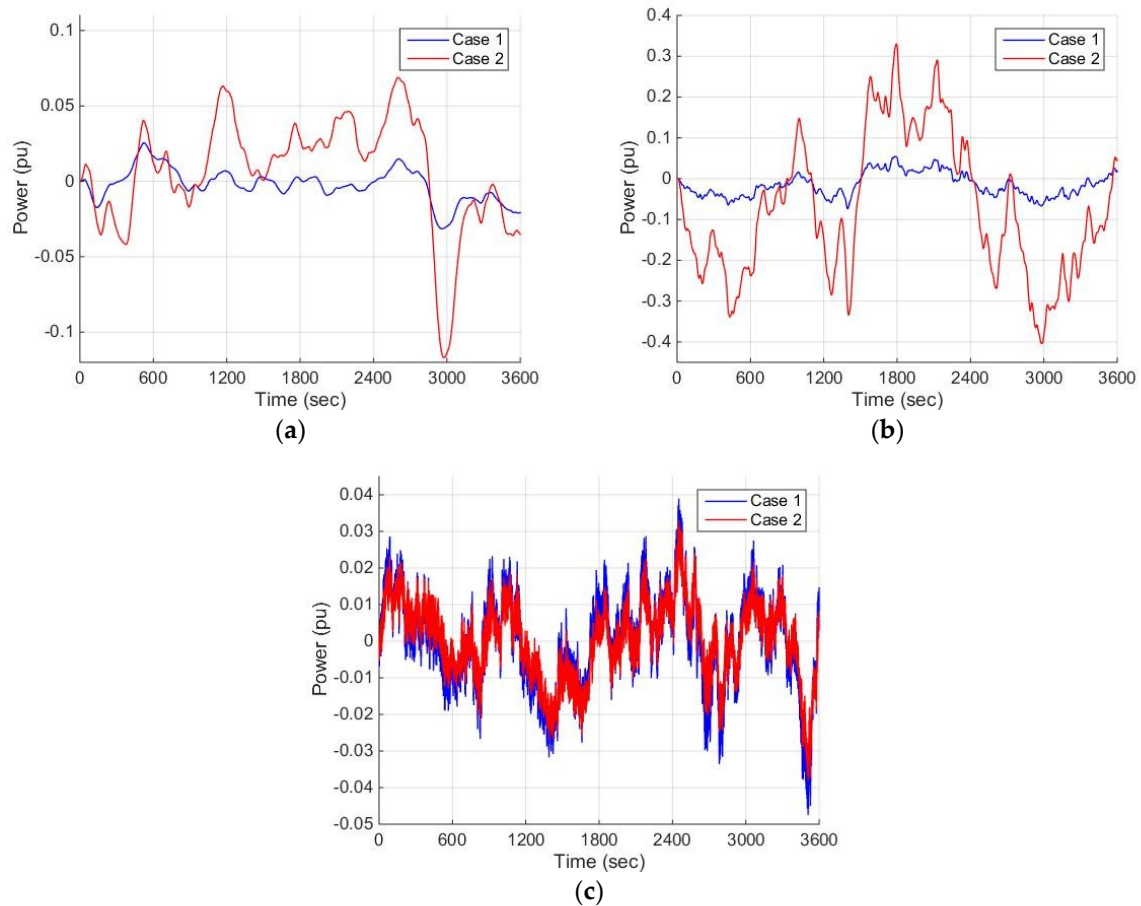 0.1
0.05
0
-0.05
-0.1
Power (pu)
Case 1
Case 2
0 600 1200 1800 2400 3000 3600
Time (sec)
(a)
0.4
0.3
0.2
0.1
0
-0.1
-0.2
-0.3
-0.4
Power (pu)
Case 1
Case 2
0 600 1200 1800 2400 3000 3600
Time (sec)
(b)
0.04
0.03
0.02
0.01
0
-0.01
-0.02
-0.03
-0.04
-0.05
Power (pu)
Case 1
Case 2
0 600 1200 1800 2400 3000 3600
Time (sec)
(c)